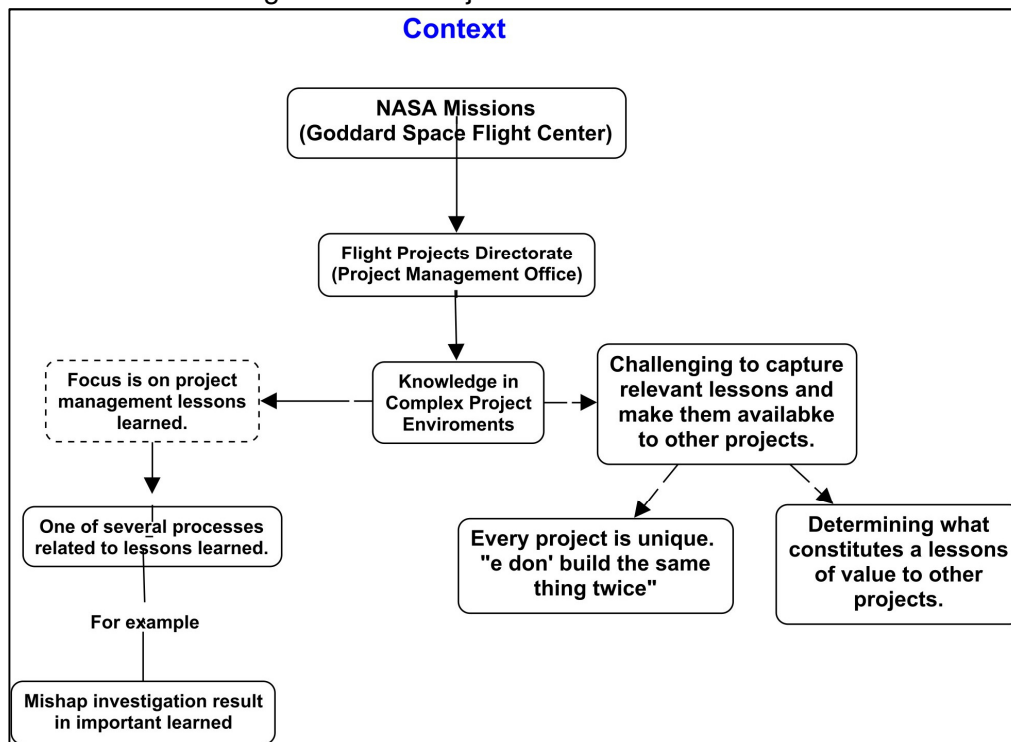 Context
NASA Missions
(Goddard Space Flight Center)
Flight Projects Directorate
(Project Management Office)
Focus is on project
management lessons
learned.
Knowledge in
Complex Project
Enviroments
Challenging to capture
relevant lessons and
make them availabke
to other projects.
One of several processes
related to lessons learned.
Every project is unique.
"e don' build the same
thing twice"
Determining what
constitutes a lessons
of value to other
projects.
For example
Mishap investigation result
in important learned